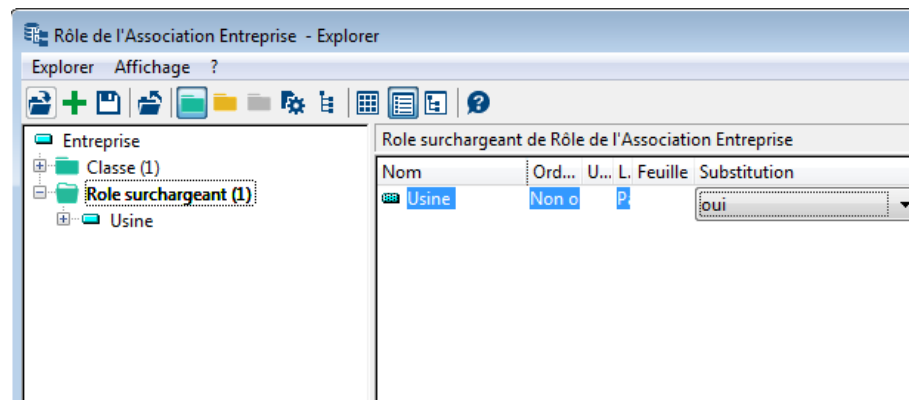 Rôle de l'Association Entreprise - Explorer
Explorer Affichage ?
Entreprise
Classe (1)
Role surchargeant (1)
Usine
Role surchargeant de Rôle de l'Association Entreprise
Nom Ord... U... L. Feuille Substitution
Usine Non o Pa oui